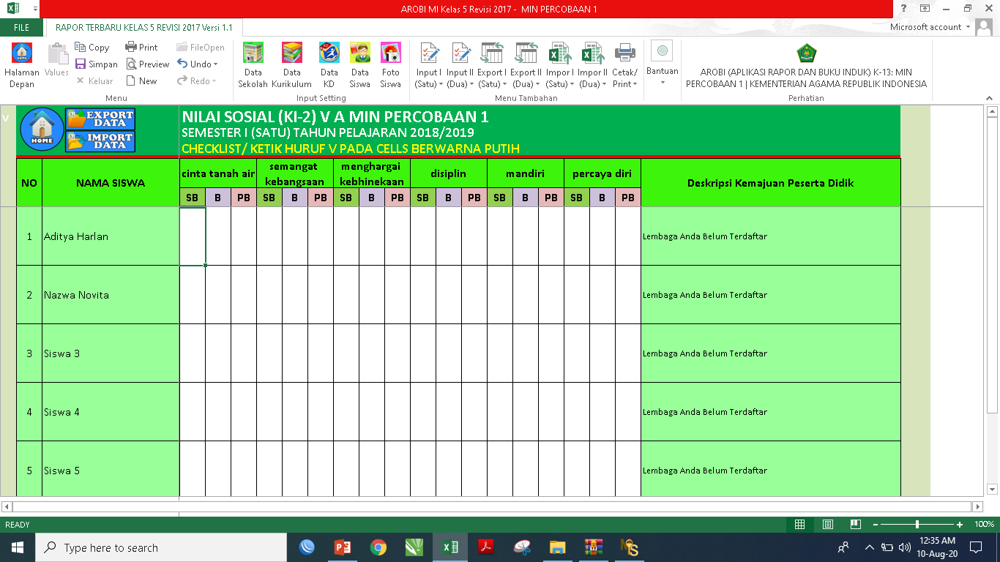 AROBI MI Kelas 5 Revisi 2017 - MIN PERCOBAAN 1
FILE
RAPOR TERBARU KELAS 5 REVISI 2017 Versi 1.1
Microsoft account
Halaman Depan
Values
Copy
Simpan
Keluar
Print
Preview
New
FileOpen
Undo
Redo
Menu
Data Sekolah
Data Kurikulum
Data KD
Data Siswa
Foto Siswa
Input Setting
Input I (Satu)
Input II (Dua)
Export I (Satu)
Export II (Dua)
Impor I (Satu)
Impor II (Dua)
Cetak/ Print
Menu Tambahan
Bantuan
AROBI (APLIKASI RAPOR DAN BUKU INDUK) K-13: MIN
PERCOBAAN 1 | KEMENTERIAN AGAMA REPUBLIK INDONESIA
Perhatian
V
HOME
EXPORT DATA
IMPORT DATA
NILAI SOSIAL (KI-2) V A MIN PERCOBAAN 1
SEMESTER I (SATU) TAHUN PELAJARAN 2018/2019
CHECKLIST/ KETIK HURUF V PADA CELLS BERWARNA PUTIH
NO
NAMA SISWA
cinta tanah air
semangat kebangsaan
menghargai kebhinekaan
disiplin
mandiri
percaya diri
Deskripsi Kemajuan Peserta Didik
SB B PB SB B PB SB B PB SB B PB SB B PB SB B PB
1 Aditya Harlan Lembaga Anda Belum Terdaftar
2 Nazwa Novita Lembaga Anda Belum Terdaftar
3 Siswa 3 Lembaga Anda Belum Terdaftar
4 Siswa 4 Lembaga Anda Belum Terdaftar
5 Siswa 5 Lembaga Anda Belum Terdaftar
READY
100%
Type here to search
12:35 AM
10-Aug-20